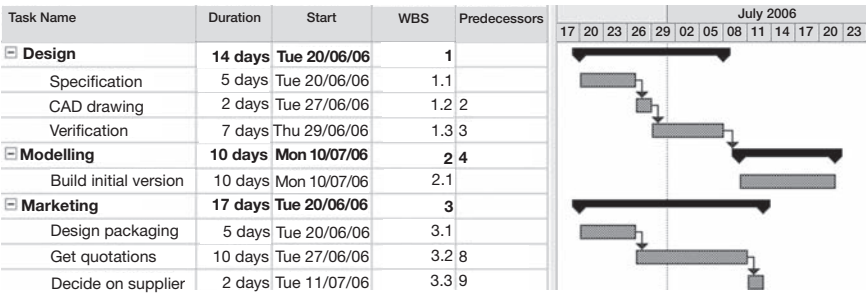 Task Name Duration Start WBS Predecessors July 2006
17 20 23 26 29 02 05 08 11 14 17 20 23
Design 14 days Tue 20/06/06 1
Specification 5 days Tue 20/06/06 1.1
CAD drawing 2 days Tue 27/06/06 1.2 2
Verification 7 days Thu 29/06/06 1.3 3
Modelling 10 days Mon 10/07/06 2 4
Build initial version 10 days Mon 10/07/06 2.1
Marketing 17 days Tue 20/06/06 3
Design packaging 5 days Tue 20/06/06 3.1
Get quotations 10 days Tue 27/06/06 3.2 8
Decide on supplier 2 days Tue 11/07/06 3.3 9